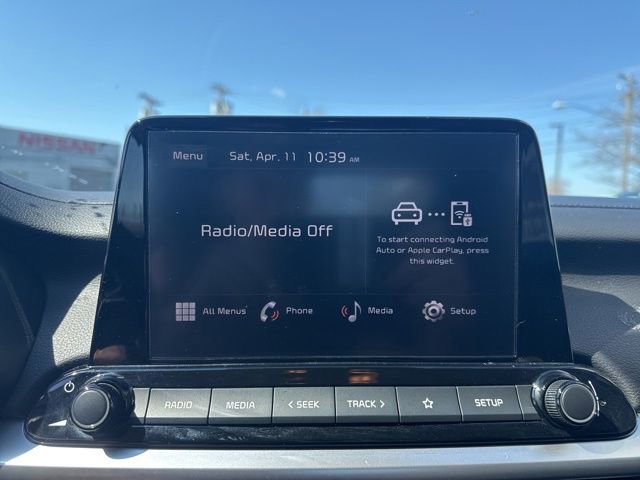 NISSAN
Menu Sat, Apr. 11 10:39 AM
Radio/Media Off
To start connecting Android
Auto or Apple CarPlay, press
this widget.
All Menus Phone Media Setup
RADIO MEDIA < SEEK TRACK > SETUP